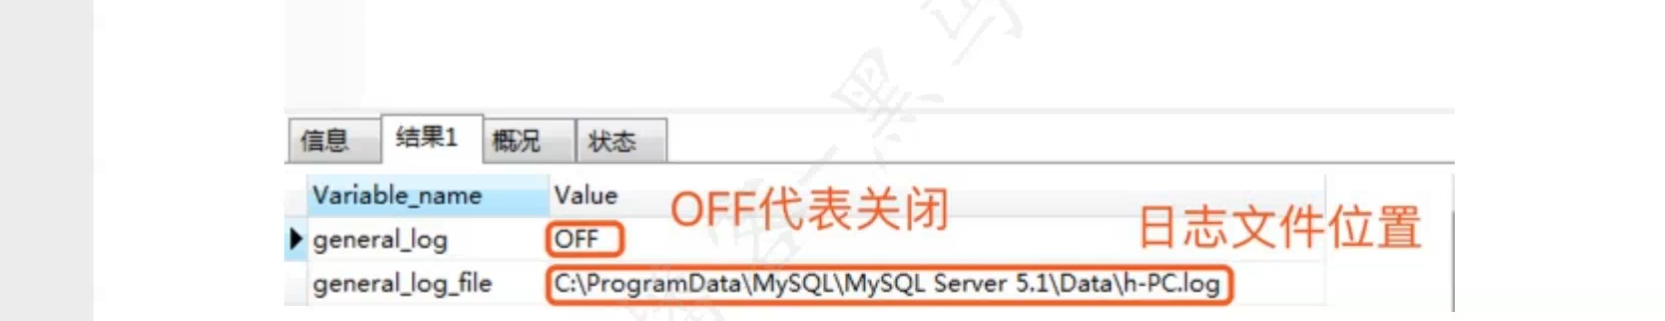 信息 结果1 概况 状态
Variable_name Value
OFF代表关闭
日志文件位置
general_log OFF
general_log_file C:\ProgramData\MySQL\MySQL Server 5.1\Data\h-PC.log